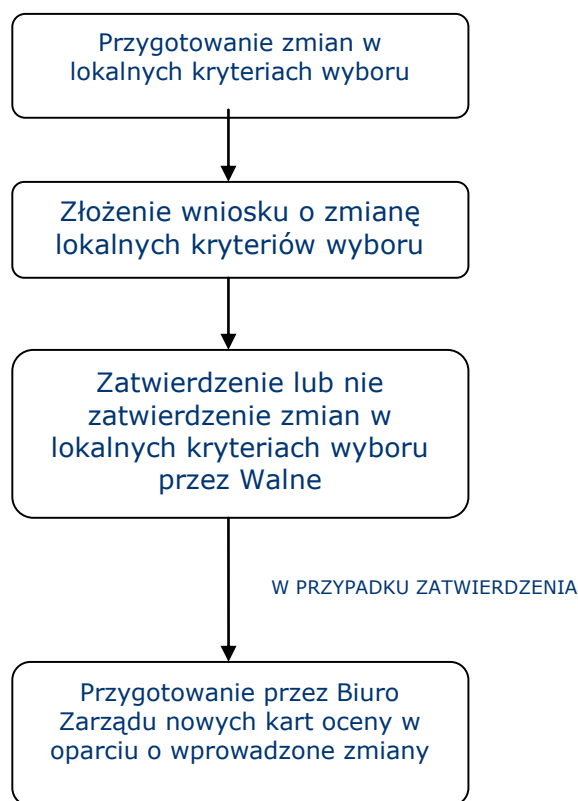 Przygotowanie zmian w
lokalnych kryteriach wyboru
Złożenie wniosku o zmianę
lokalnych kryteriów wyboru
Zatwierdzenie lub nie
zatwierdzenie zmian w
lokalnych kryteriach wyboru
przez Walne
W PRZYPADKU ZATWIERDZENIA
Przygotowanie przez Biuro
Zarządu nowych kart oceny w
oparciu o wprowadzone zmiany